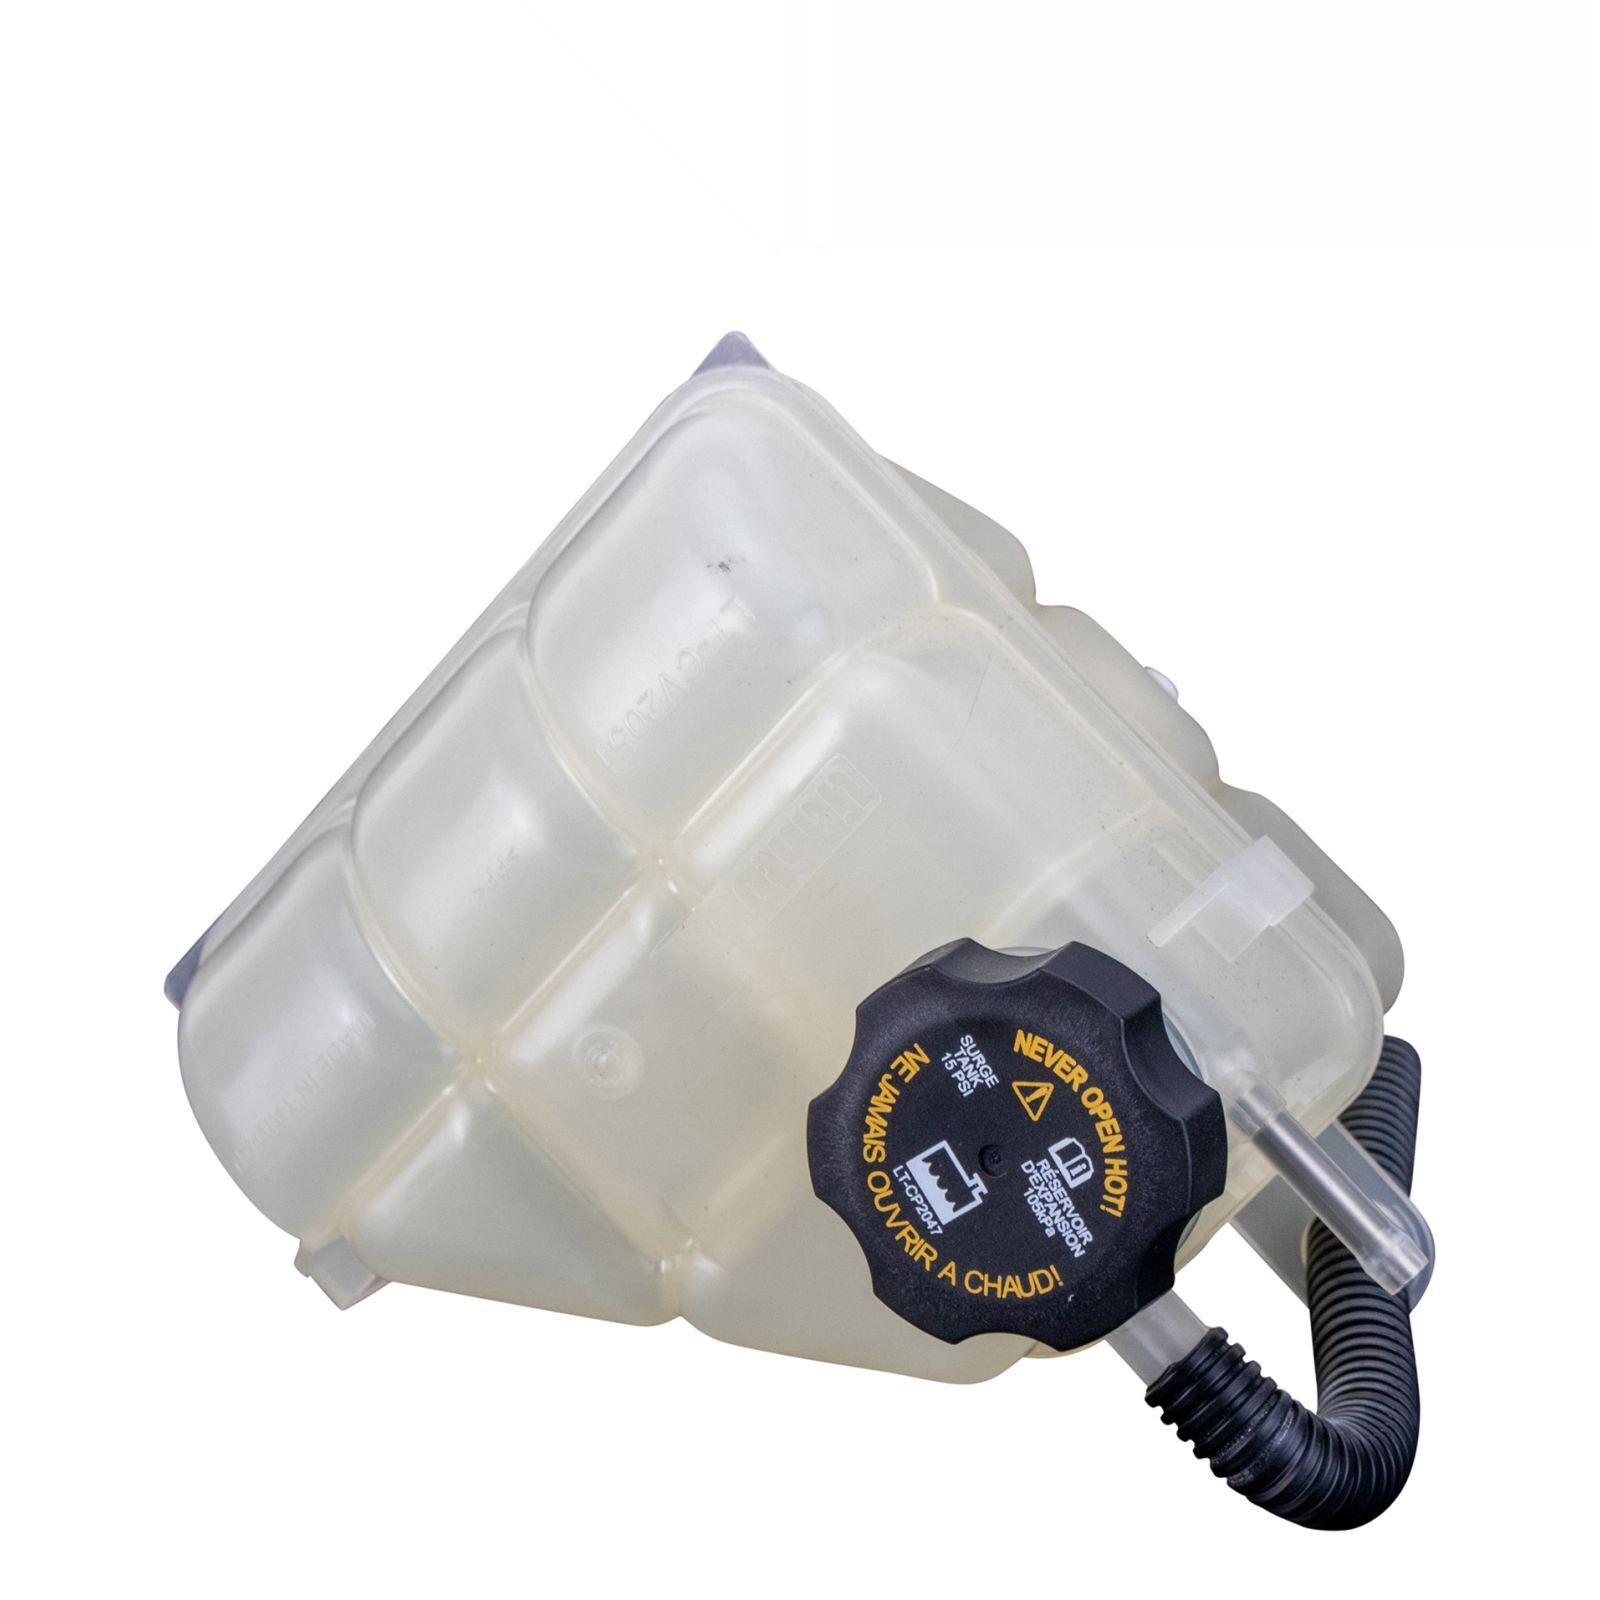 LT-CV2051
>PP<
MADE IN TAIWAN
NEVER OPEN HOT!
SURGE
TANK
15 PSI
RÉSERVOIR
D'EXPANSION
105kPa
LT-CP2047
NE JAMAIS OUVRIR A CHAUD!